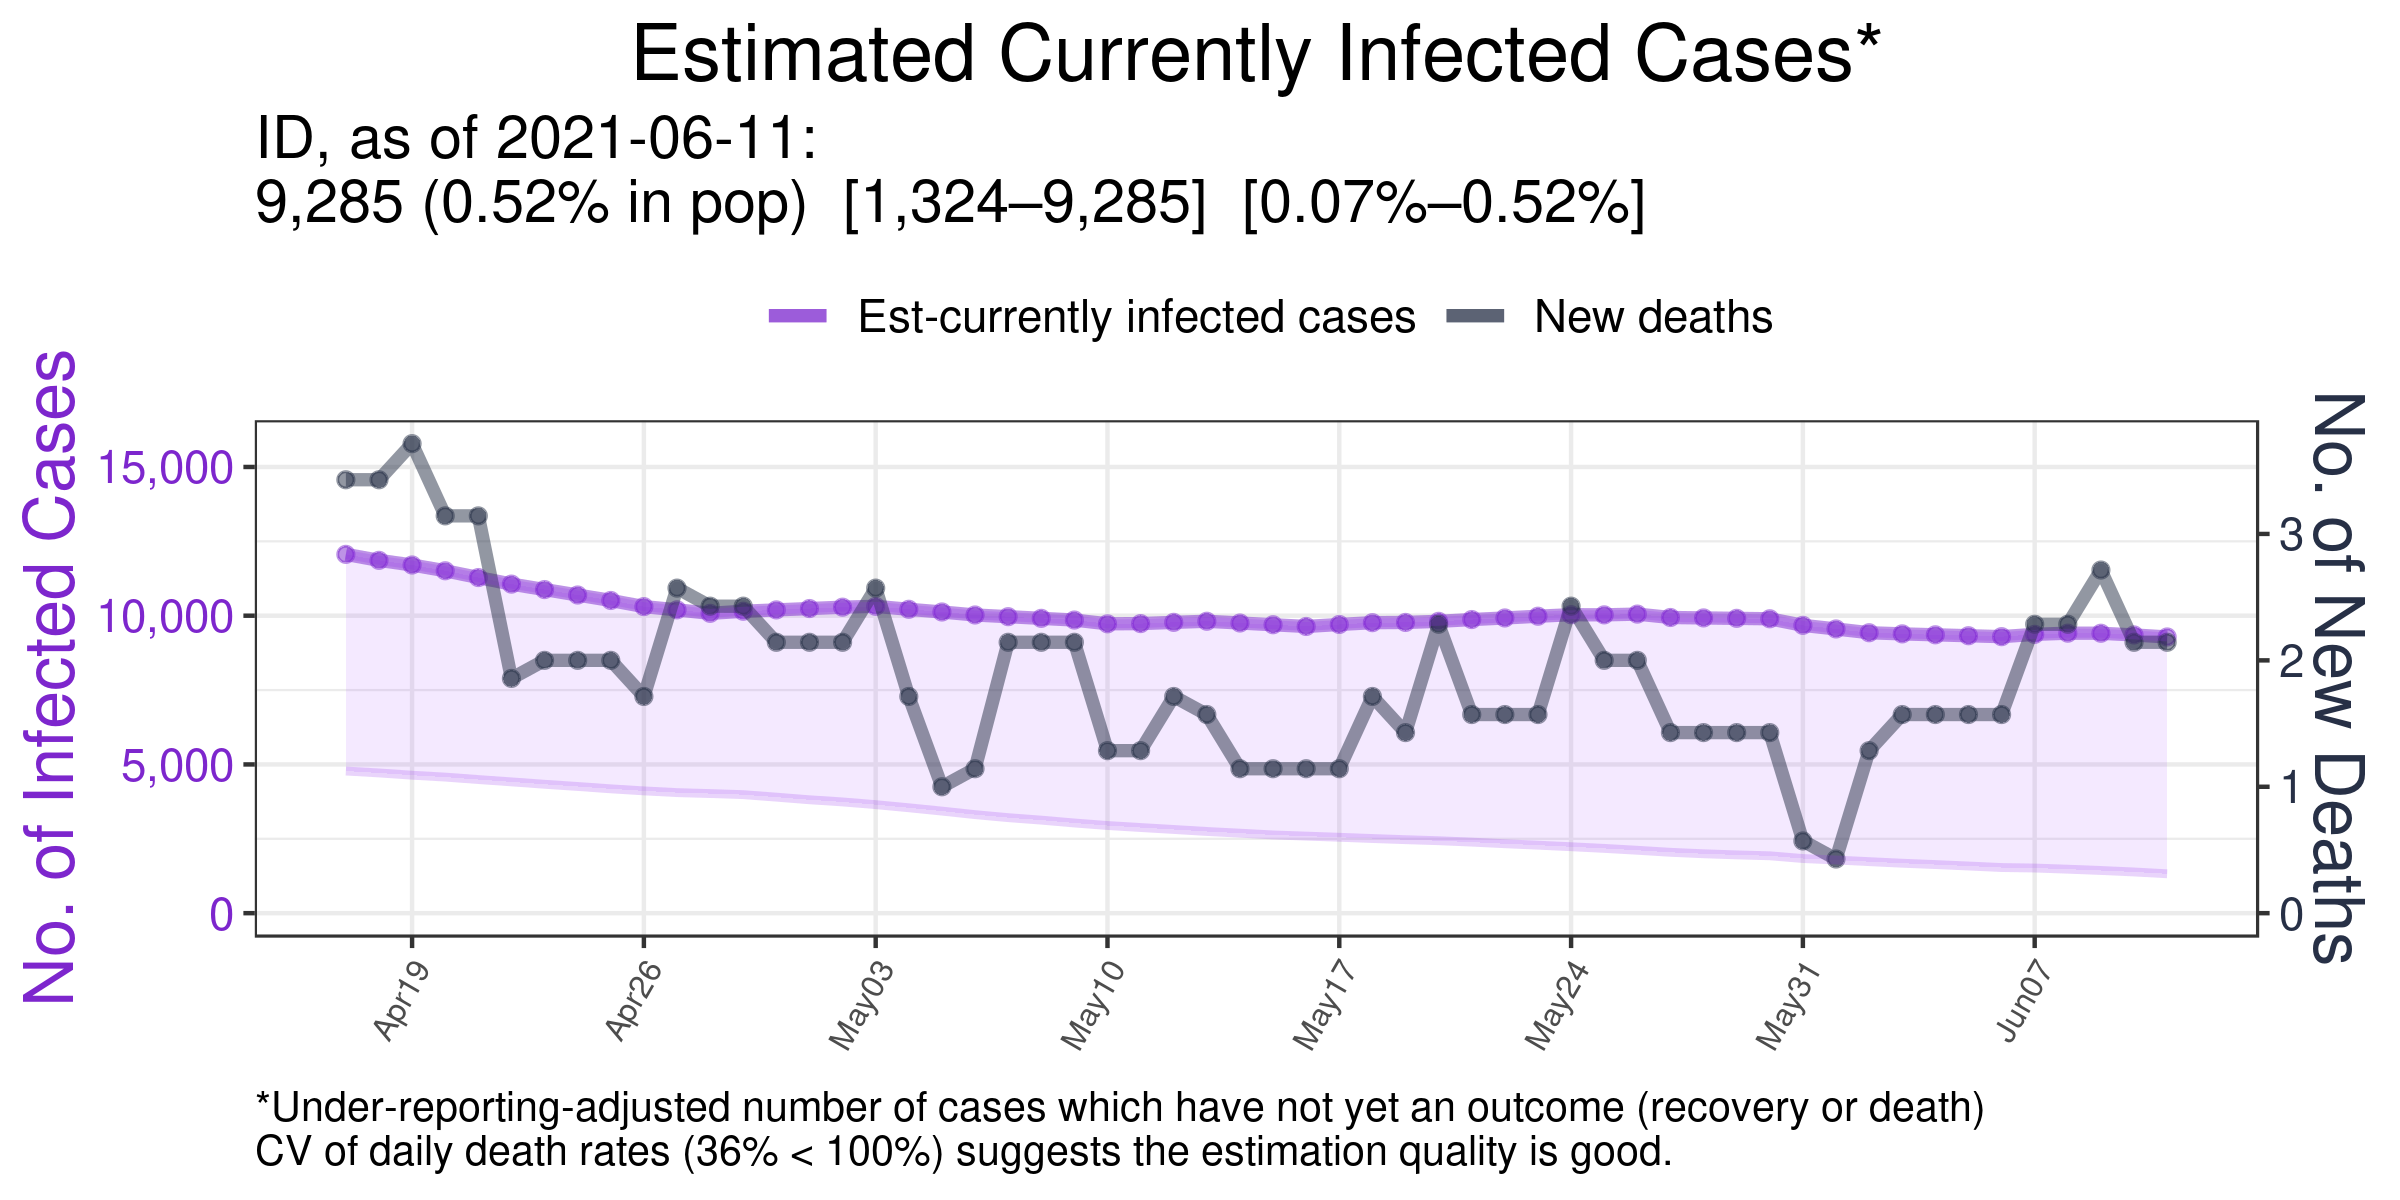 Estimated Currently Infected Cases*
ID, as of 2021-06-11:
9,285 (0.52% in pop)  [1,324–9,285]  [0.07%–0.52%]
Est-currently infected cases
New deaths
No. of Infected Cases
15,000
10,000
5,000
0
3
2
1
0
No. of New Deaths
Apr19
Apr26
May03
May10
May17
May24
May31
Jun07
*Under-reporting-adjusted number of cases which have not yet an outcome (recovery or death)
CV of daily death rates (36% < 100%) suggests the estimation quality is good.